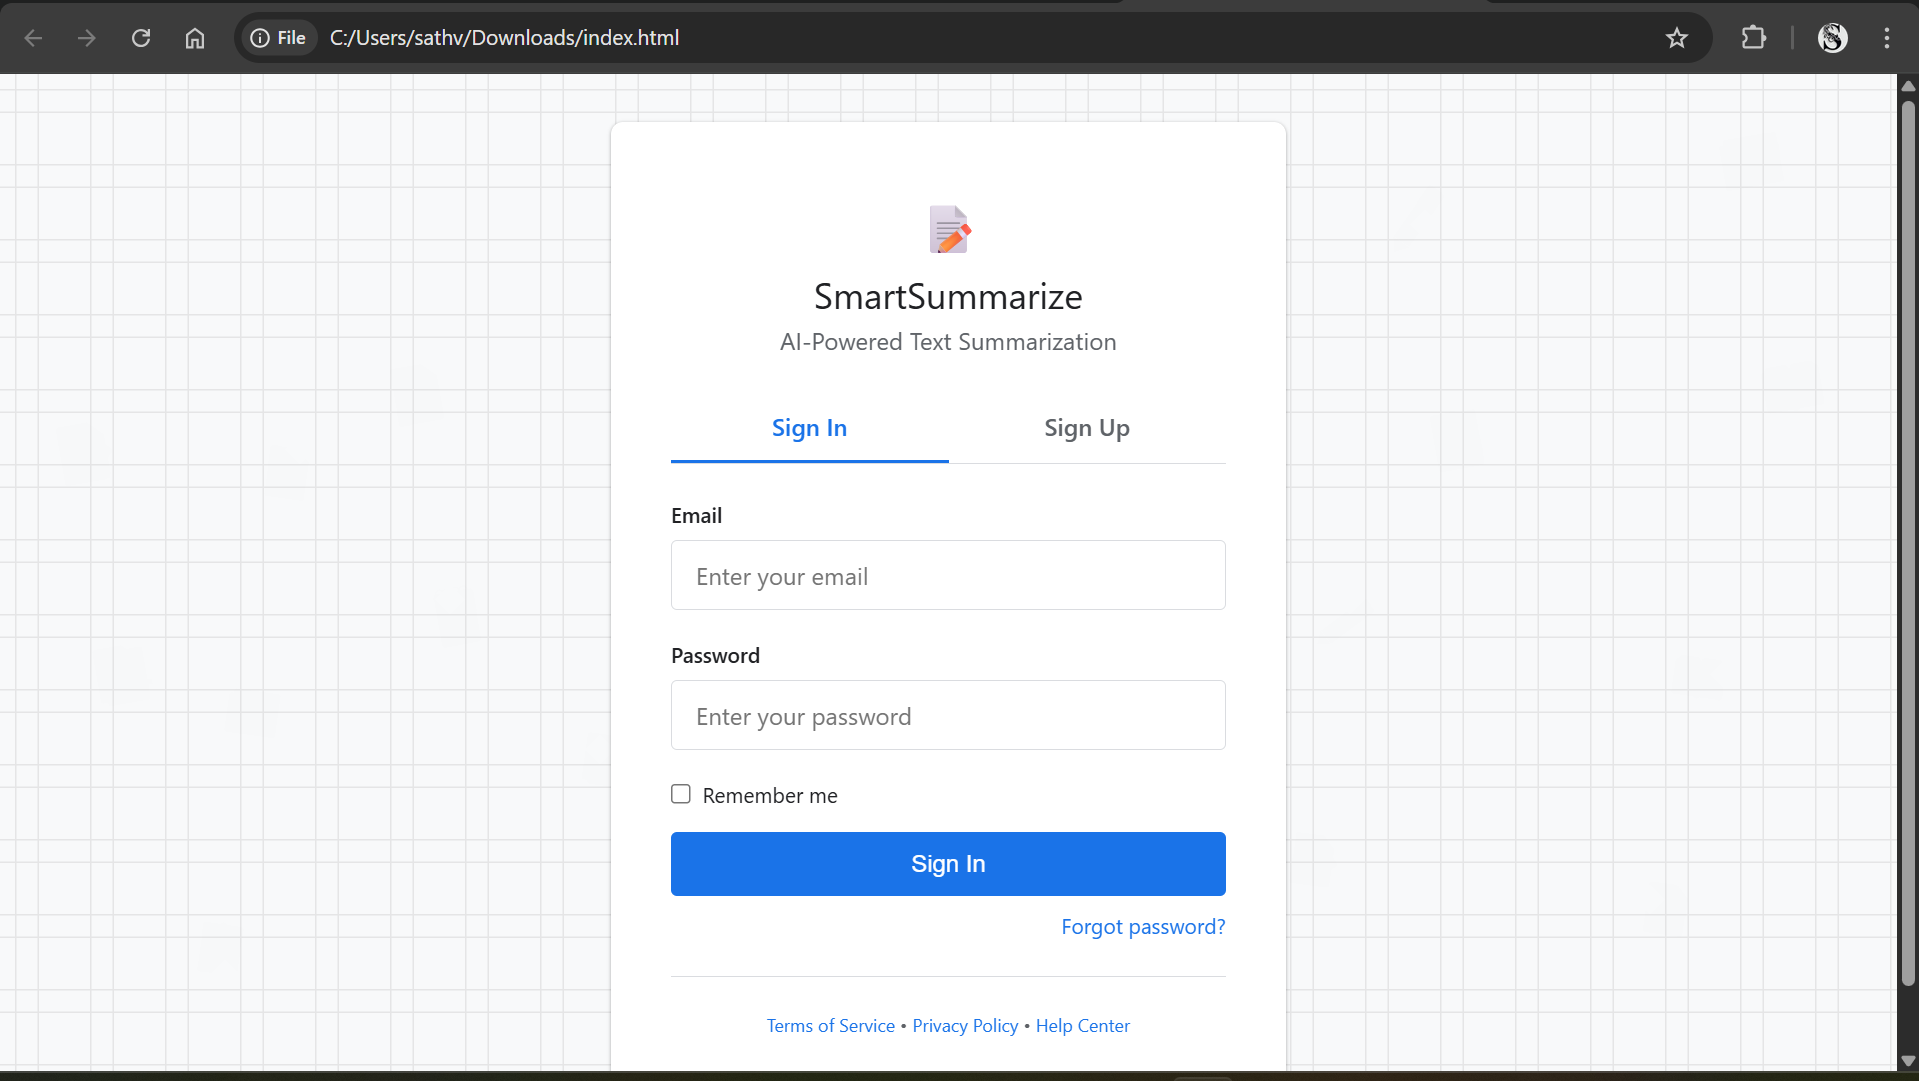 File C:/Users/sathv/Downloads/index.html
SmartSummarize
AI-Powered Text Summarization
Sign In Sign Up
Email
Enter your email
Password
Enter your password
Remember me
Sign In
Forgot password?
Terms of Service • Privacy Policy • Help Center